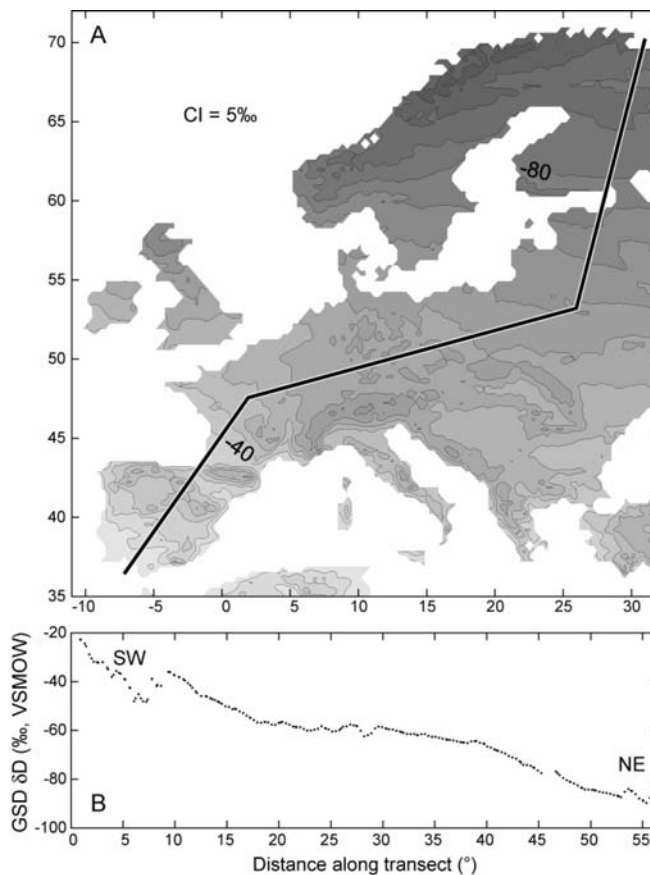 A
CI = 5‰
70
65
60
55
50
45
40
35
-80
-40
-10 -5 0 5 10 15 20 25 30
-20
-40
-60
-80
-100
GSD δD (‰, VSMOW)
SW
NE
B
0 5 10 15 20 25 30 35 40 45 50 55
Distance along transect (°)